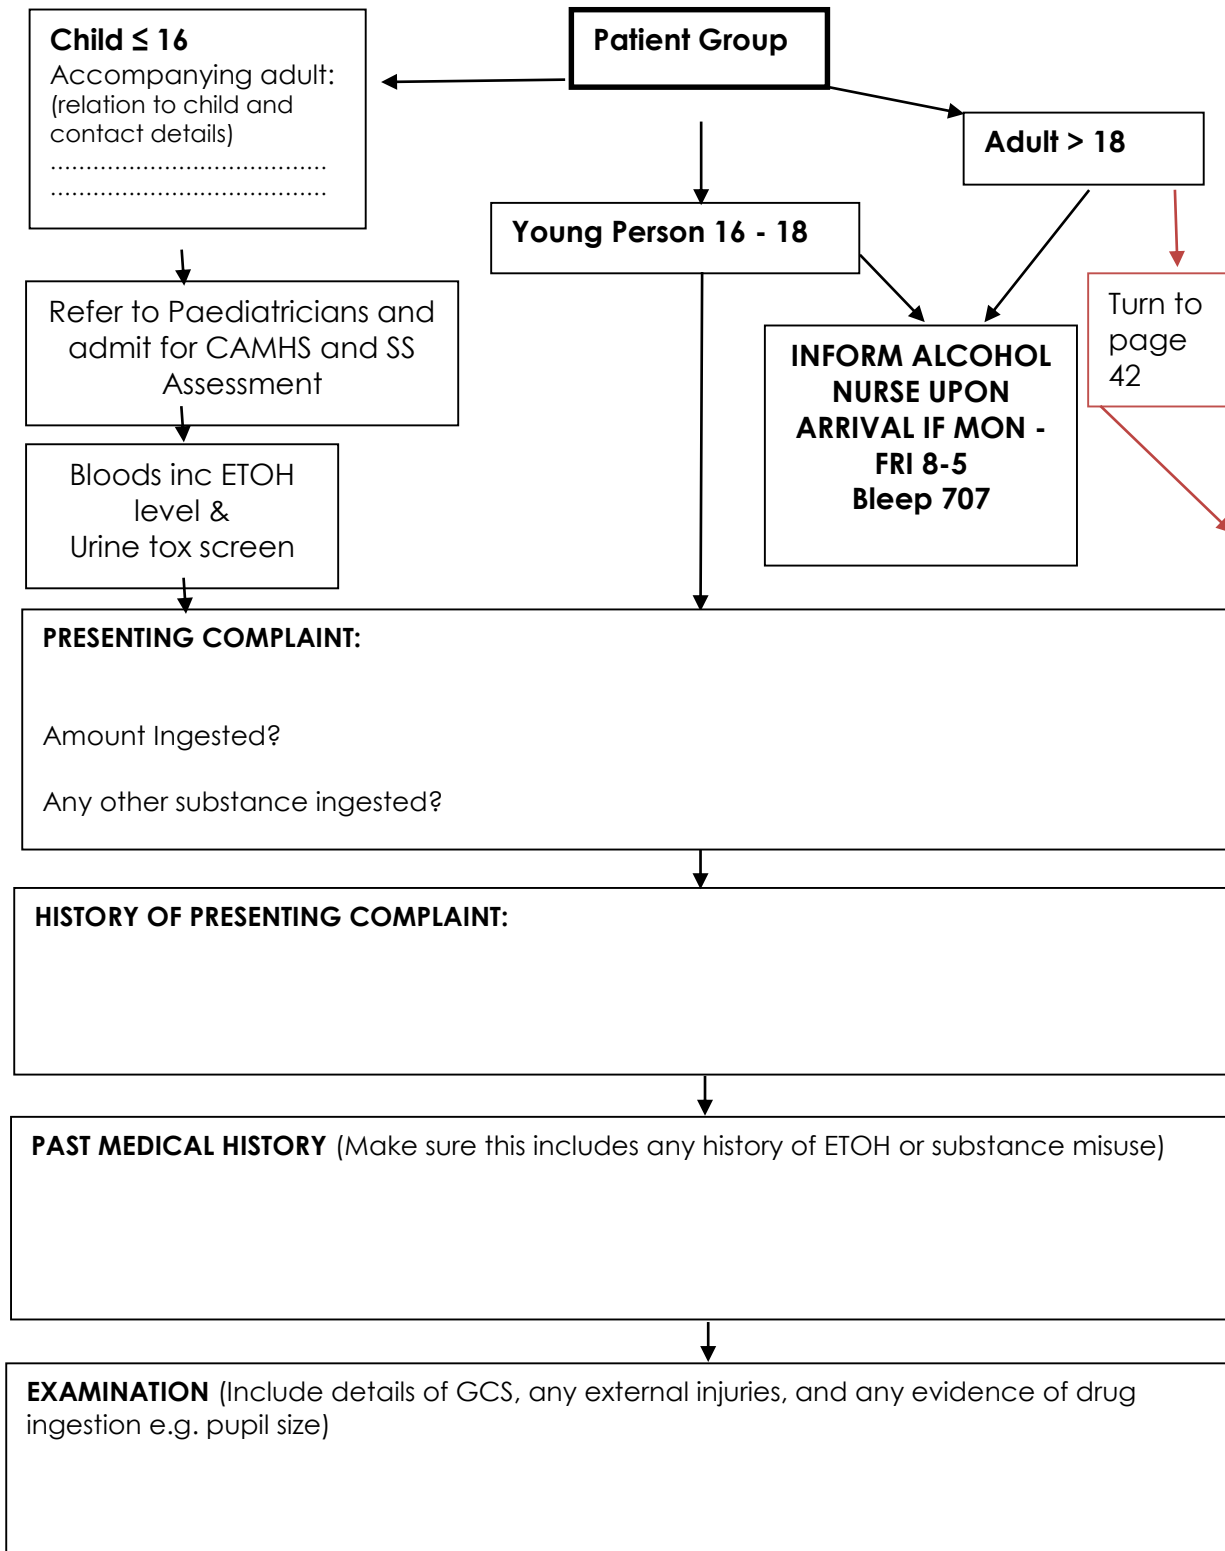 Child ≤ 16
Accompanying adult:
(relation to child and
contact details)
.......................................
.......................................
Patient Group
Adult > 18
Young Person 16 - 18
Refer to Paediatricians and
admit for CAMHS and SS
Assessment
INFORM ALCOHOL
NURSE UPON
ARRIVAL IF MON -
FRI 8-5
Bleep 707
Turn to
page
42
Bloods inc ETOH
level &
Urine tox screen
PRESENTING COMPLAINT:
Amount Ingested?
Any other substance ingested?
HISTORY OF PRESENTING COMPLAINT:
PAST MEDICAL HISTORY (Make sure this includes any history of ETOH or substance misuse)
EXAMINATION (Include details of GCS, any external injuries, and any evidence of drug
ingestion e.g. pupil size)